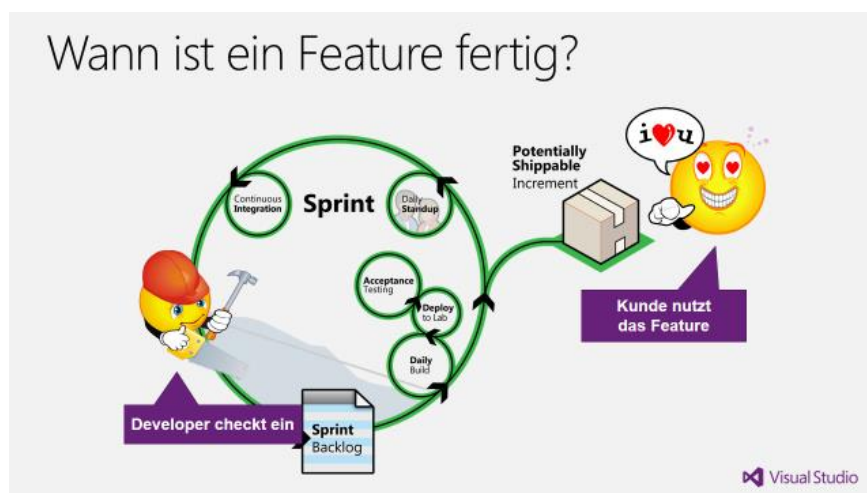 Wann ist ein Feature fertig?
i❤u
Potentially
Shippable
Increment
Continuous
Integration
Sprint
Daily
Standup
Acceptance
Testing
Deploy
to Lab
Kunde nutzt
das Feature
Daily
Build
Developer checkt ein
Sprint
Backlog
Visual Studio